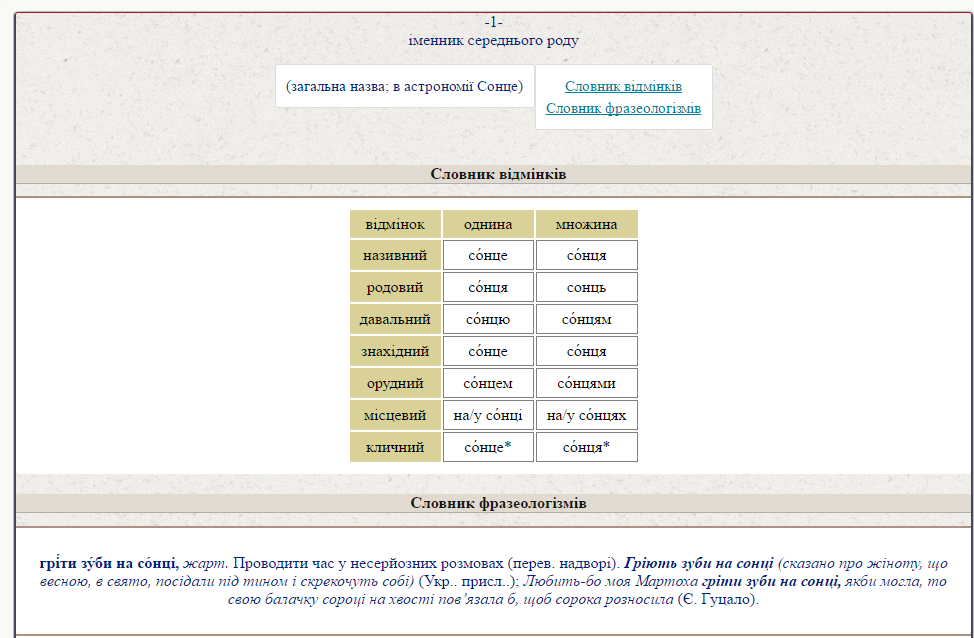 -1-
іменник середнього роду
(загальна назва; в астрономії Сонце)
Словник відмінків
Словник фразеологізмів
Словник відмінків
відмінок однина множина
називний со́нце со́нця
родовий со́нця сонць
давальний со́нцю со́нцям
знахідний со́нце со́нця
орудний со́нцем со́нцями
місцевий на/у со́нці на/у со́нцях
кличний со́нце* со́нця*
Словник фразеологізмів
грі́ти зу́би на со́нці, жарт. Проводити час у несерйозних розмовах (перев. надворі). Гріють зуби на сонці (сказано про жіноту, що
весною, в свято, посідали під тином і скрекочуть собі) (Укр.. присл..); Любить-бо моя Мартоха гріти зуби на сонці, якби могла, то
свою балачку сороці на хвості пов’язала б, щоб сорока розносила (Є. Гуцало).